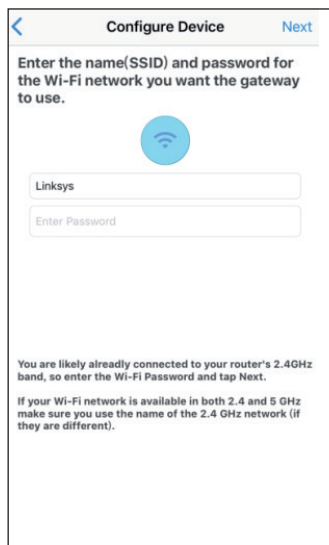 Configure Device
Next
Enter the name(SSID) and password for
the Wi-Fi network you want the gateway
to use.
Linksys
Enter Password
You are likely alreadly connected to your router's 2.4GHz
band, so enter the Wi-Fi Password and tap Next.
If your Wi-Fi network is available in both 2.4 and 5 GHz
make sure you use the name of the 2.4 GHz network (if
they are different).